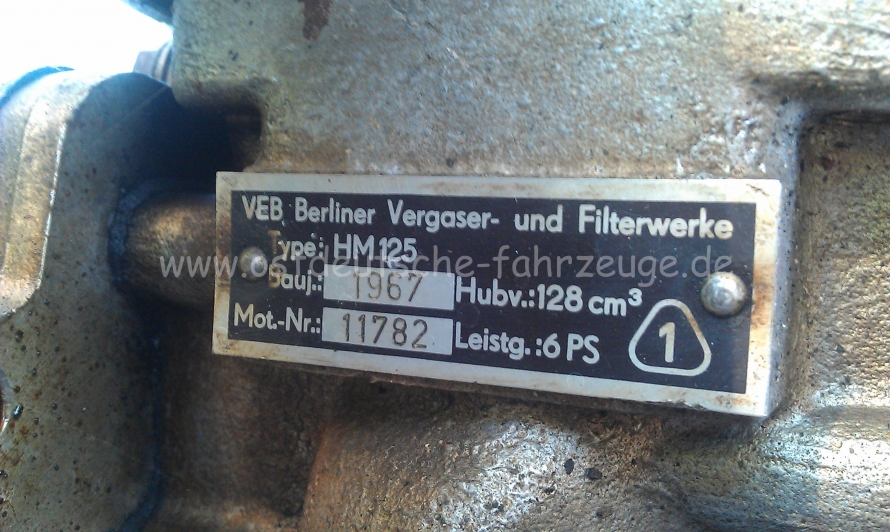 VEB Berliner Vergaser- und Filterwerke
Type: HM 125
www.ostdeutsche-fahrzeuge.de
Bauj.: 1967 Hubv.: 128 cm³
Mot.-Nr.: 11782 Leistg.: 6 PS 1